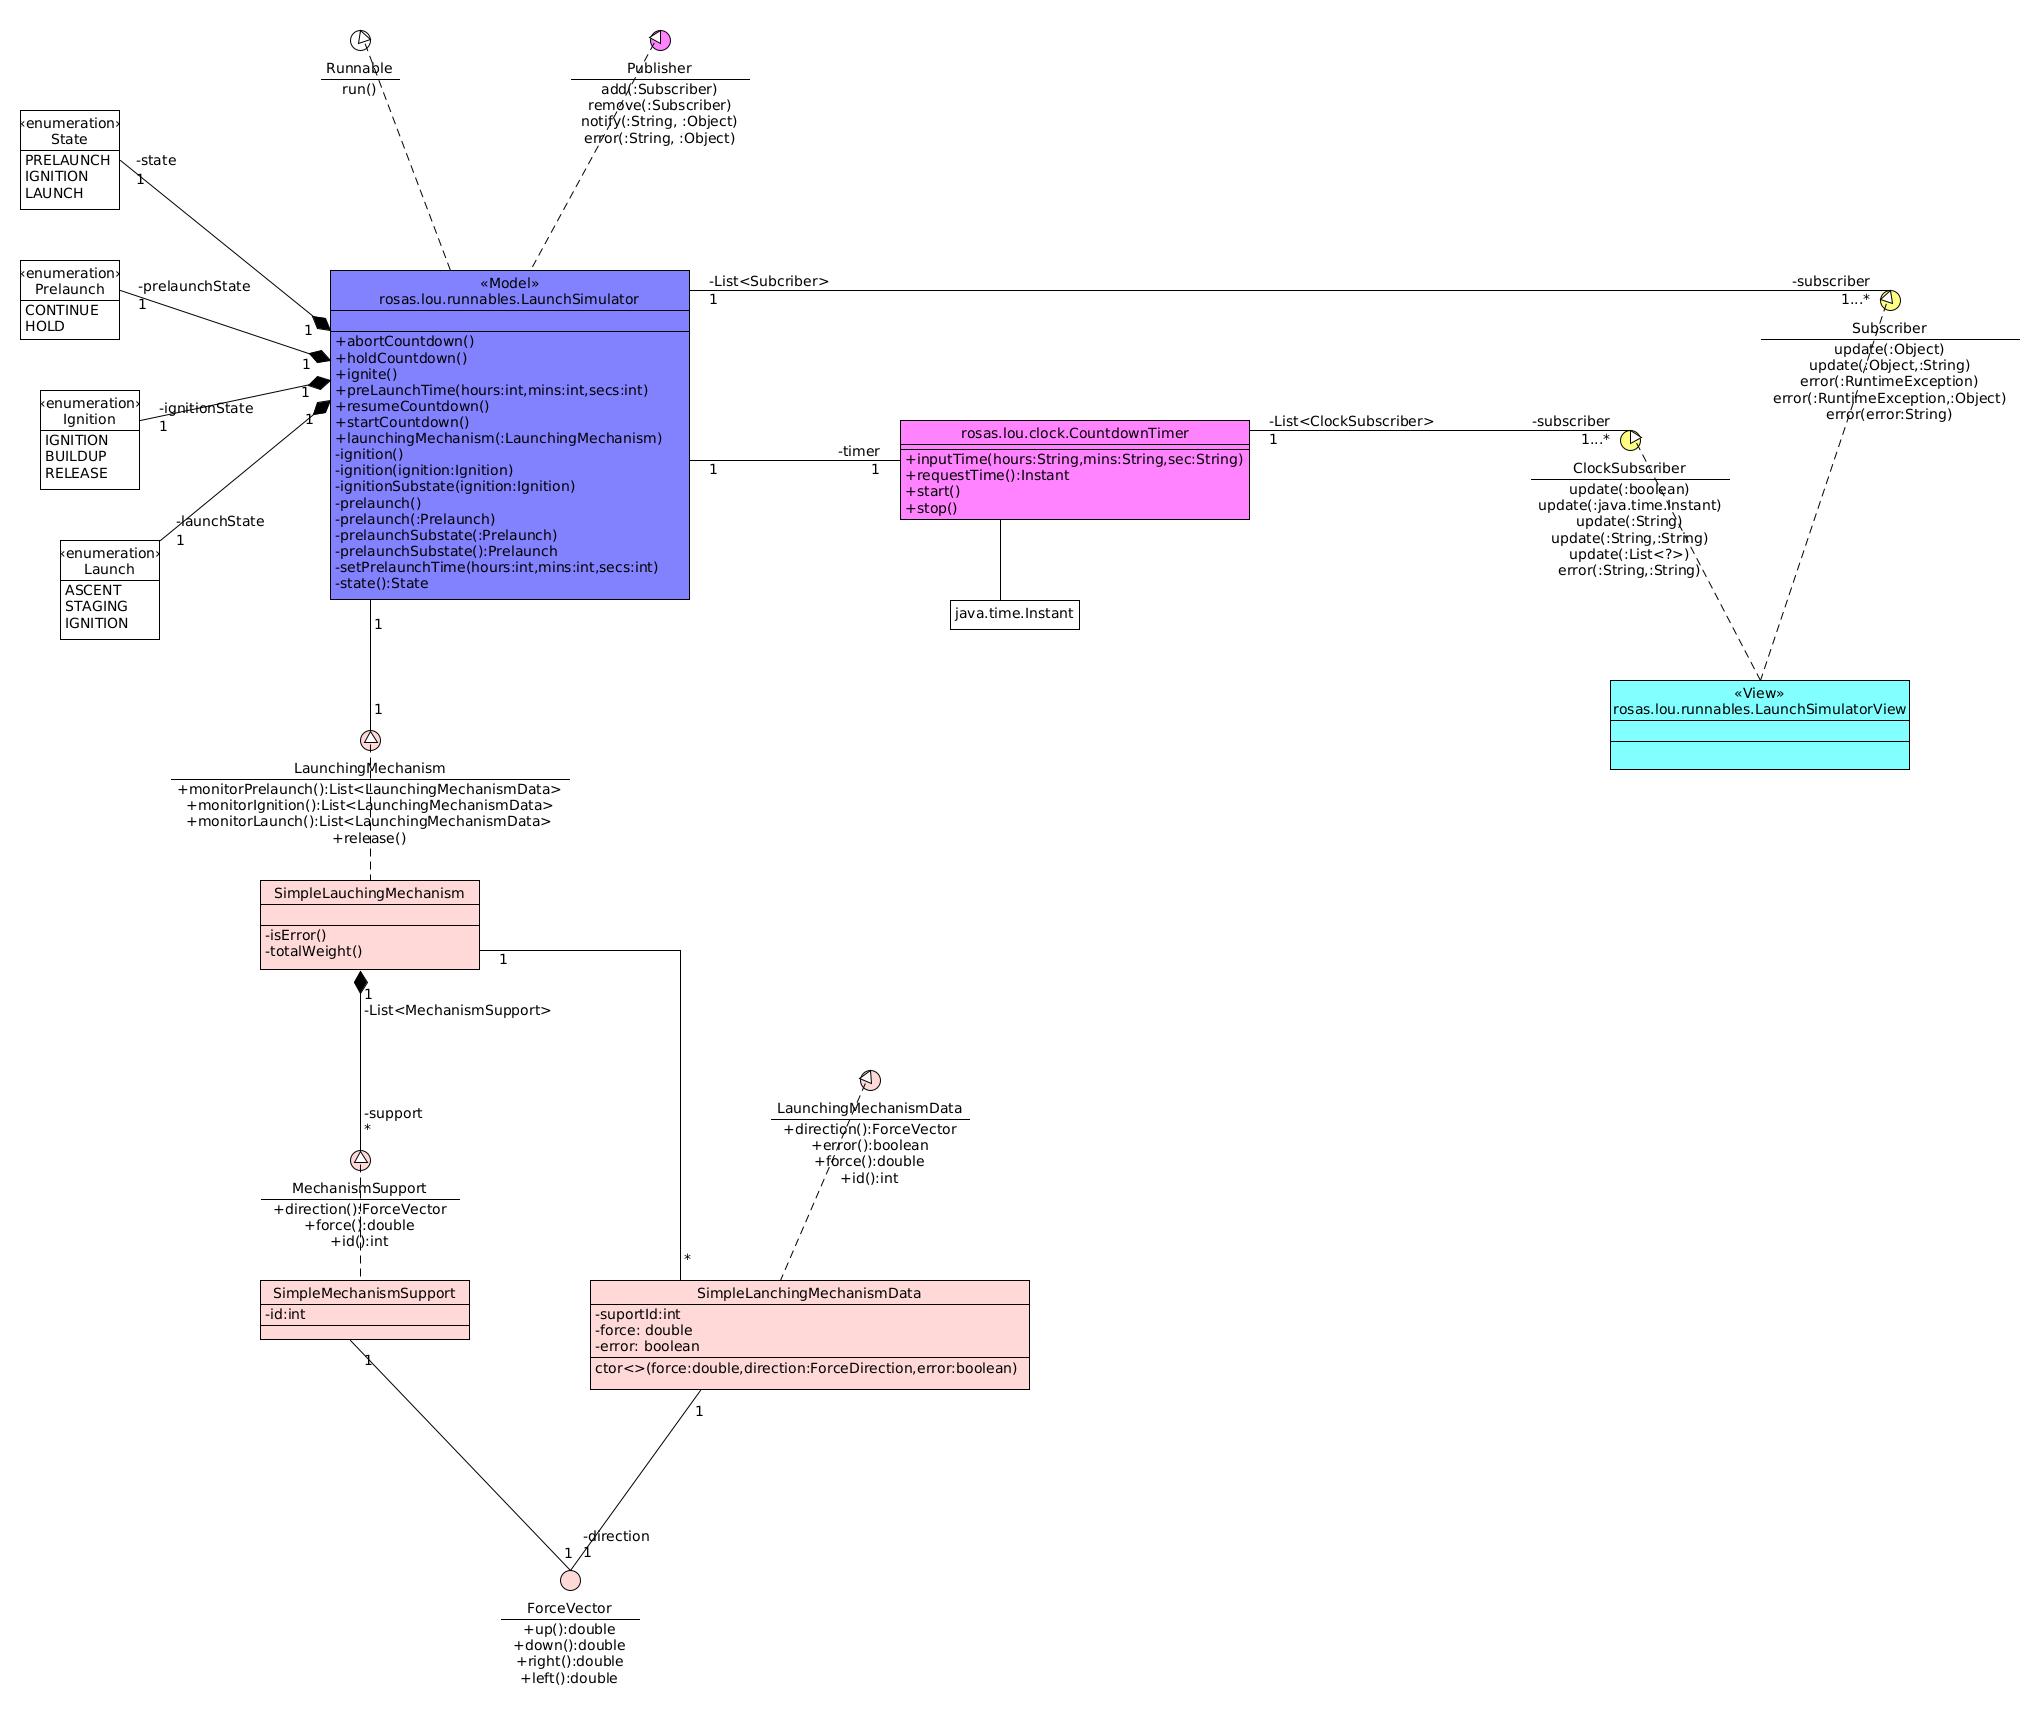 Runnable
run()
Publisher
add(:Subscriber)
remove(:Subscriber)
notify(:String, :Object)
error(:String, :Object)
«enumeration»
State
PRELAUNCH
IGNITION
LAUNCH
-state
1
1
«enumeration»
Prelaunch
CONTINUE
HOLD
-prelaunchState
1
1
«enumeration»
Ignition
IGNITION
BUILDUP
RELEASE
-ignitionState
1
1
«enumeration»
Launch
ASCENT
STAGING
IGNITION
-launchState
1
1
«Model»
rosas.lou.runnables.LaunchSimulator
+abortCountdown()
+holdCountdown()
+ignite()
+preLaunchTime(hours:int,mins:int,secs:int)
+resumeCountdown()
+startCountdown()
+launchingMechanism(:LaunchingMechanism)
-ignition()
-ignition(ignition:Ignition)
-ignitionSubstate(ignition:Ignition)
-prelaunch()
-prelaunch(:Prelaunch)
-prelaunchSubstate(:Prelaunch)
-prelaunchSubstate():Prelaunch
-setPrelaunchTime(hours:int,mins:int,secs:int)
-state():State
-List<Subcriber>
1
-subscriber
1...*
Subscriber
update(:Object)
update(:Object,:String)
error(:RuntimeException)
error(:RuntimeException,:Object)
error(error:String)
1
-timer
1
rosas.lou.clock.CountdownTimer
+inputTime(hours:String,mins:String,sec:String)
+requestTime():Instant
+start()
+stop()
-List<ClockSubscriber>
1
-subscriber
1...*
ClockSubscriber
update(:boolean)
update(:java.time.Instant)
update(:String)
update(:String,:String)
update(:List<?>)
error(:String,:String)
java.time.Instant
«View»
rosas.lou.runnables.LaunchSimulatorView
1
1
LaunchingMechanism
+monitorPrelaunch():List<LaunchingMechanismData>
+monitorIgnition():List<LaunchingMechanismData>
+monitorLaunch():List<LaunchingMechanismData>
+release()
SimpleLauchingMechanism
-isError()
-totalWeight()
1
1
-List<MechanismSupport>
-support
*
MechanismSupport
+direction():ForceVector
+force():double
+id():int
LaunchingMechanismData
+direction():ForceVector
+error():boolean
+force():double
+id():int
*
SimpleMechanismSupport
-id:int
1
SimpleLanchingMechanismData
-suportId:int
-force: double
-error: boolean
ctor<>(force:double,direction:ForceDirection,error:boolean)
1
-direction
1
1
ForceVector
+up():double
+down():double
+right():double
+left():double